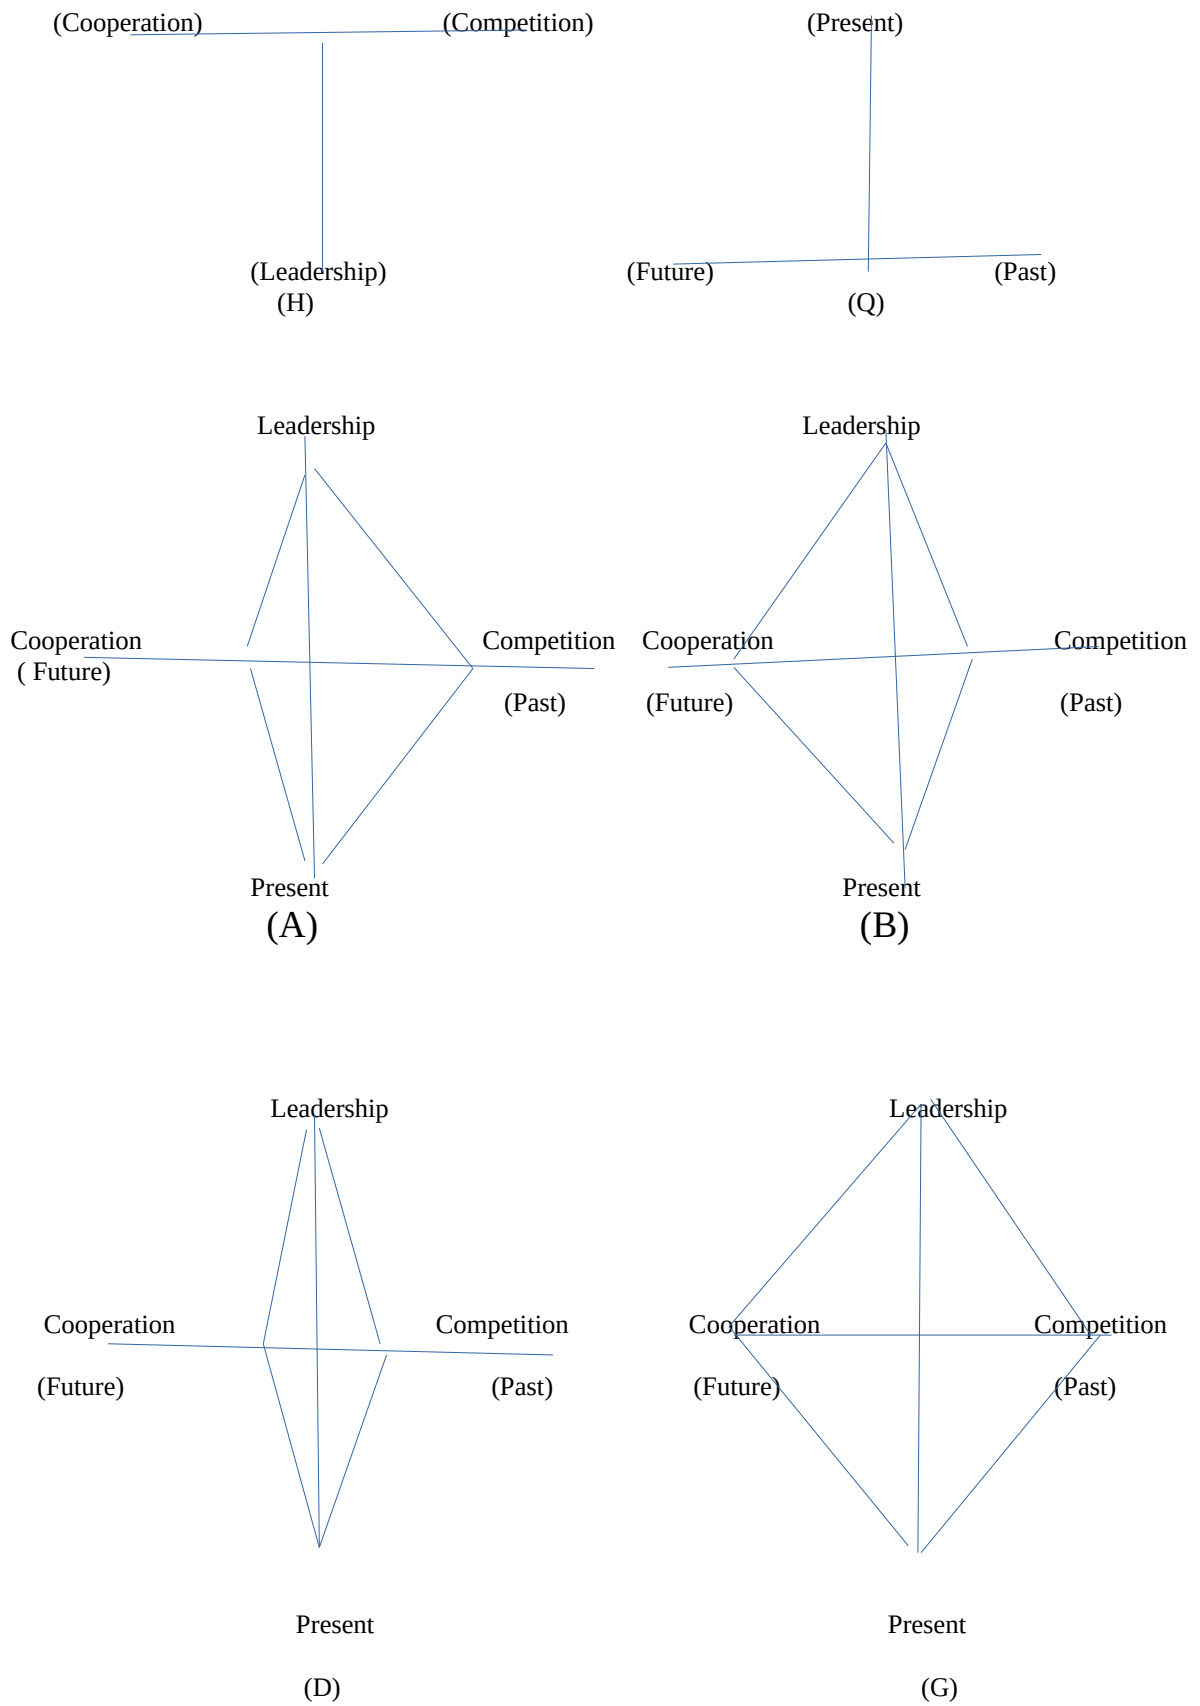 (Cooperation) (Competition) (Present)
(Leadership) (Future) (Past)
(H) (Q)
Leadership Leadership
Cooperation Competition Cooperation Competition
( Future)
(Past) (Future) (Past)
Present Present
(A) (B)
Leadership Leadership
Cooperation Competition Cooperation Competition
(Future) (Past) (Future) (Past)
Present Present
(D) (G)